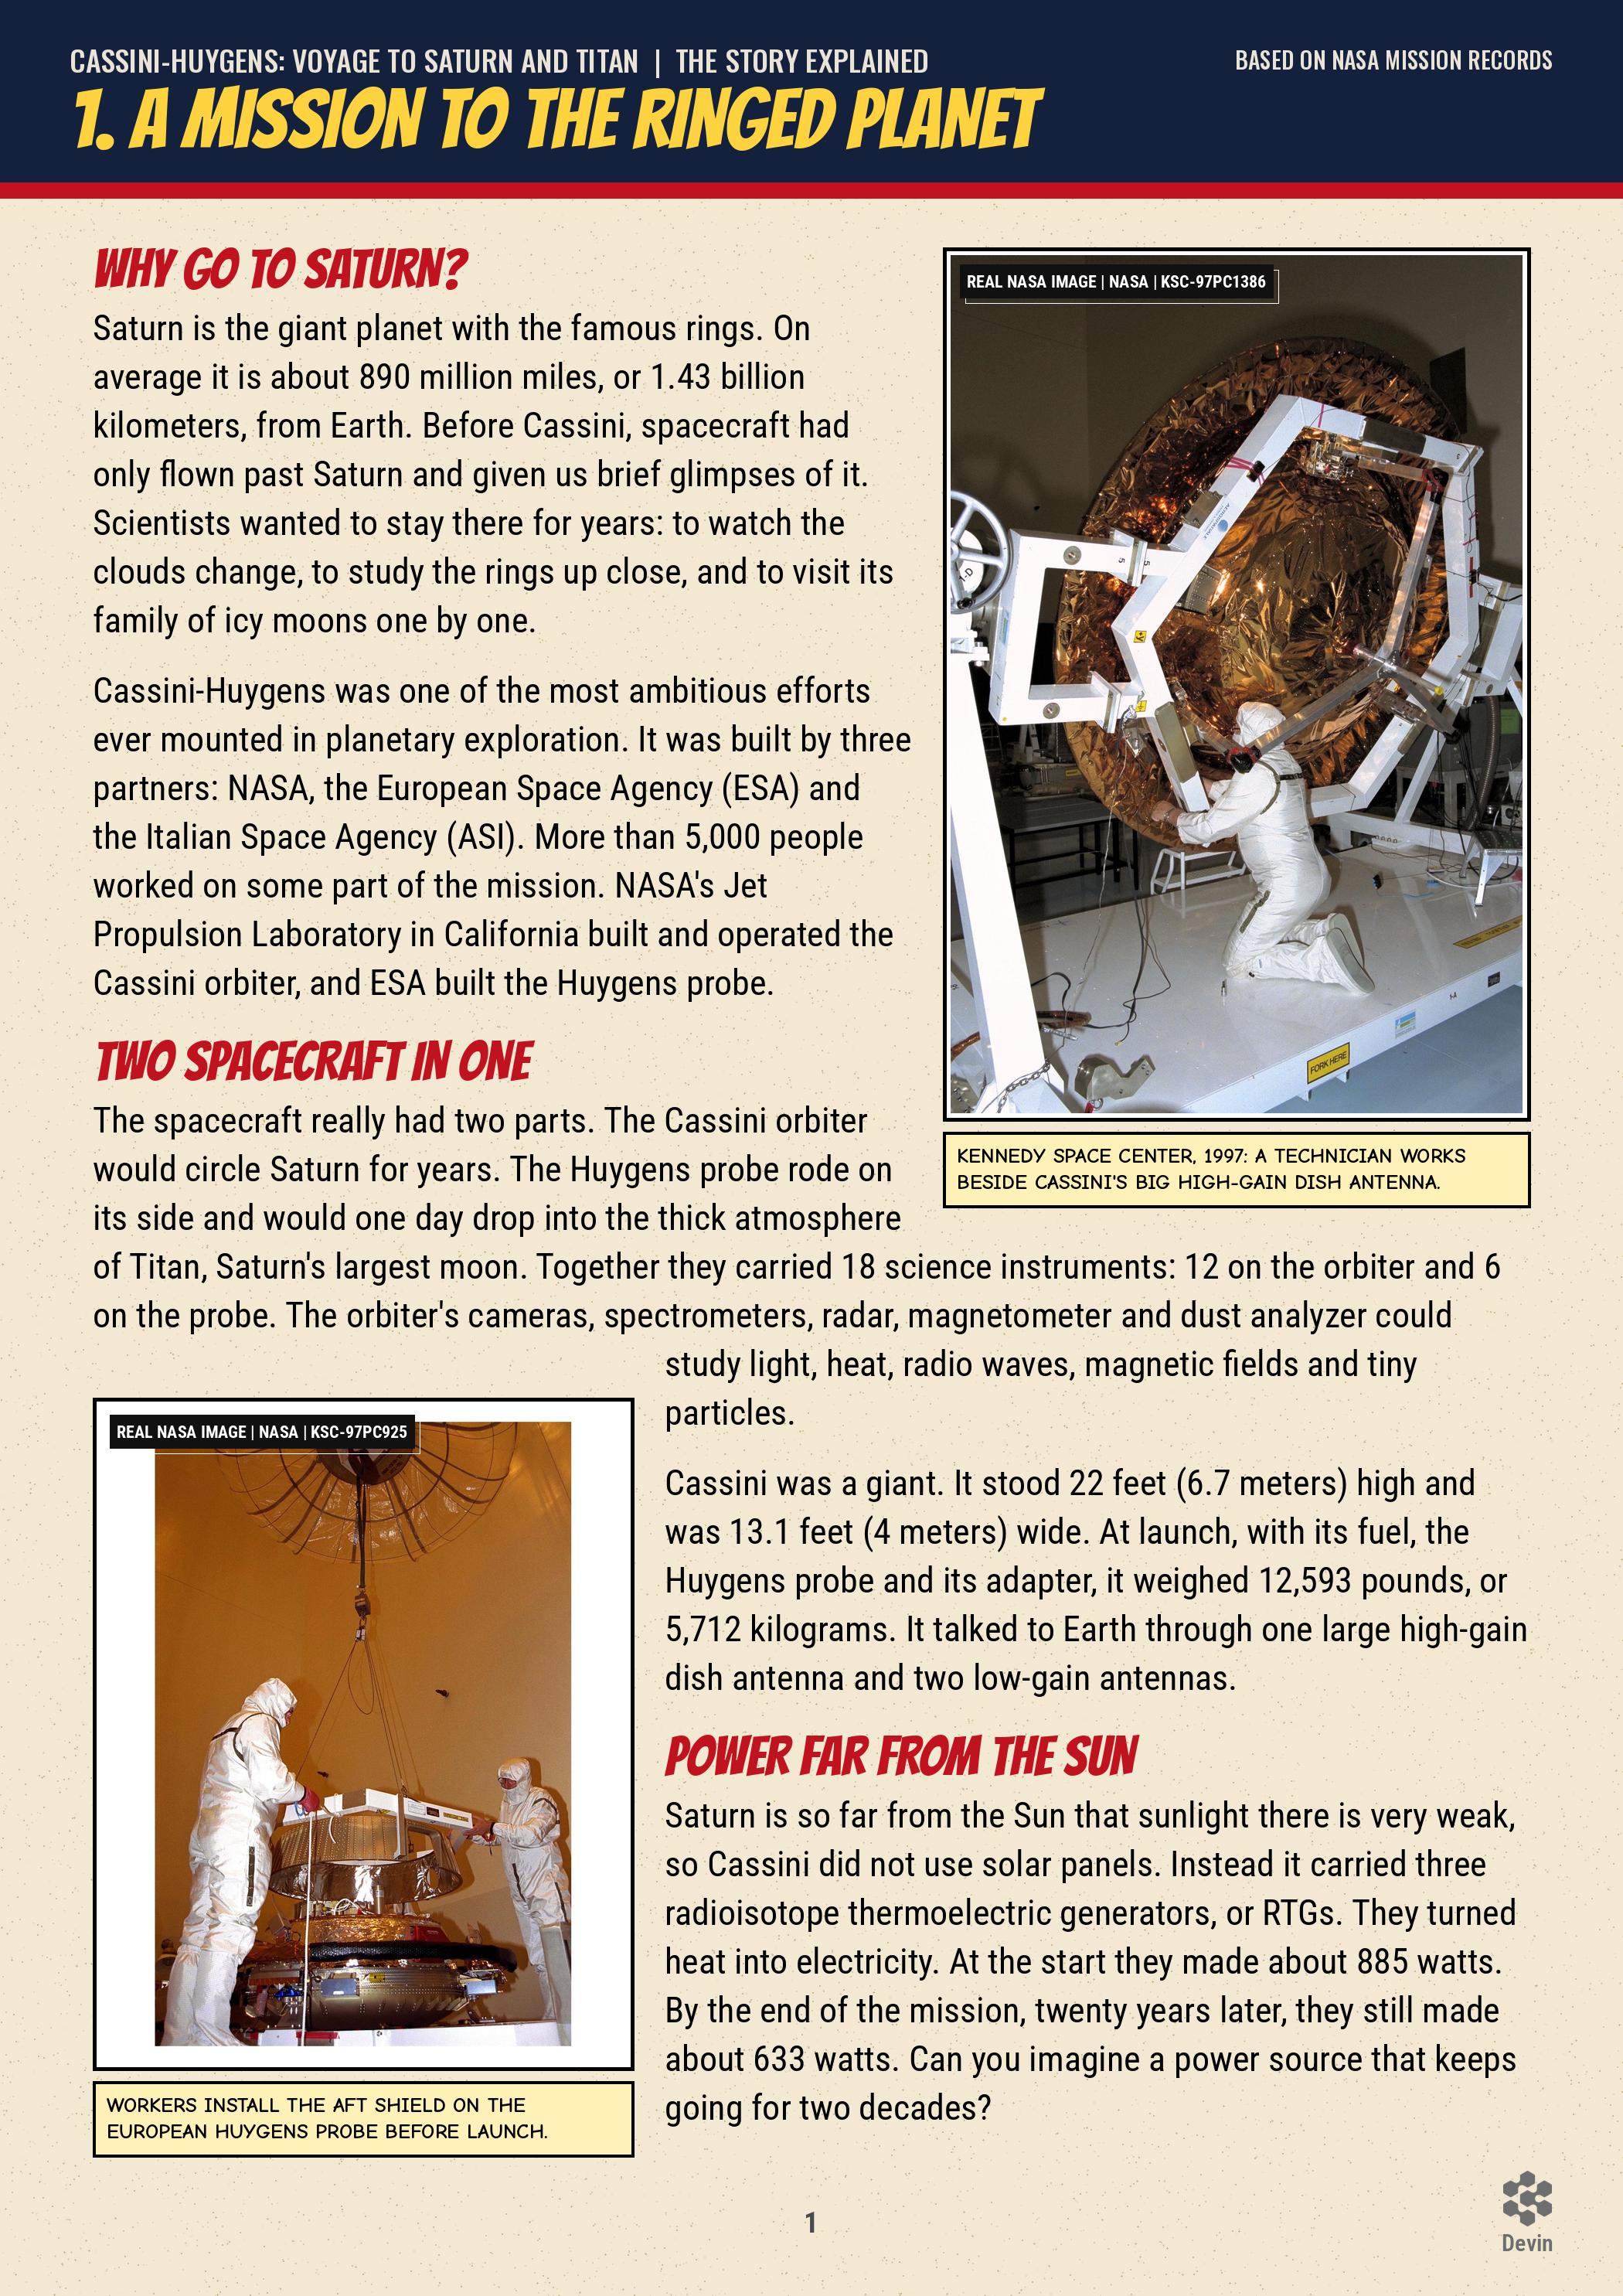 CASSINI-HUYGENS: VOYAGE TO SATURN AND TITAN | THE STORY EXPLAINED
BASED ON NASA MISSION RECORDS
1. A MISSION TO THE RINGED PLANET
WHY GO TO SATURN?
Saturn is the giant planet with the famous rings. On
average it is about 890 million miles, or 1.43 billion
kilometers, from Earth. Before Cassini, spacecraft had
only flown past Saturn and given us brief glimpses of it.
Scientists wanted to stay there for years: to watch the
clouds change, to study the rings up close, and to visit its
family of icy moons one by one.
Cassini-Huygens was one of the most ambitious efforts
ever mounted in planetary exploration. It was built by three
partners: NASA, the European Space Agency (ESA) and
the Italian Space Agency (ASI). More than 5,000 people
worked on some part of the mission. NASA's Jet
Propulsion Laboratory in California built and operated the
Cassini orbiter, and ESA built the Huygens probe.
REAL NASA IMAGE | NASA | KSC-97PC1386
1-D
5
5
FORK HERE
KENNEDY SPACE CENTER, 1997: A TECHNICIAN WORKS
BESIDE CASSINI'S BIG HIGH-GAIN DISH ANTENNA.
TWO SPACECRAFT IN ONE
The spacecraft really had two parts. The Cassini orbiter
would circle Saturn for years. The Huygens probe rode on
its side and would one day drop into the thick atmosphere
of Titan, Saturn's largest moon. Together they carried 18 science instruments: 12 on the orbiter and 6
on the probe. The orbiter's cameras, spectrometers, radar, magnetometer and dust analyzer could
study light, heat, radio waves, magnetic fields and tiny
particles.
Cassini was a giant. It stood 22 feet (6.7 meters) high and
was 13.1 feet (4 meters) wide. At launch, with its fuel, the
Huygens probe and its adapter, it weighed 12,593 pounds, or
5,712 kilograms. It talked to Earth through one large high-gain
dish antenna and two low-gain antennas.
REAL NASA IMAGE | NASA | KSC-97PC925
WORKERS INSTALL THE AFT SHIELD ON THE
EUROPEAN HUYGENS PROBE BEFORE LAUNCH.
POWER FAR FROM THE SUN
Saturn is so far from the Sun that sunlight there is very weak,
so Cassini did not use solar panels. Instead it carried three
radioisotope thermoelectric generators, or RTGs. They turned
heat into electricity. At the start they made about 885 watts.
By the end of the mission, twenty years later, they still made
about 633 watts. Can you imagine a power source that keeps
going for two decades?
1
Devin